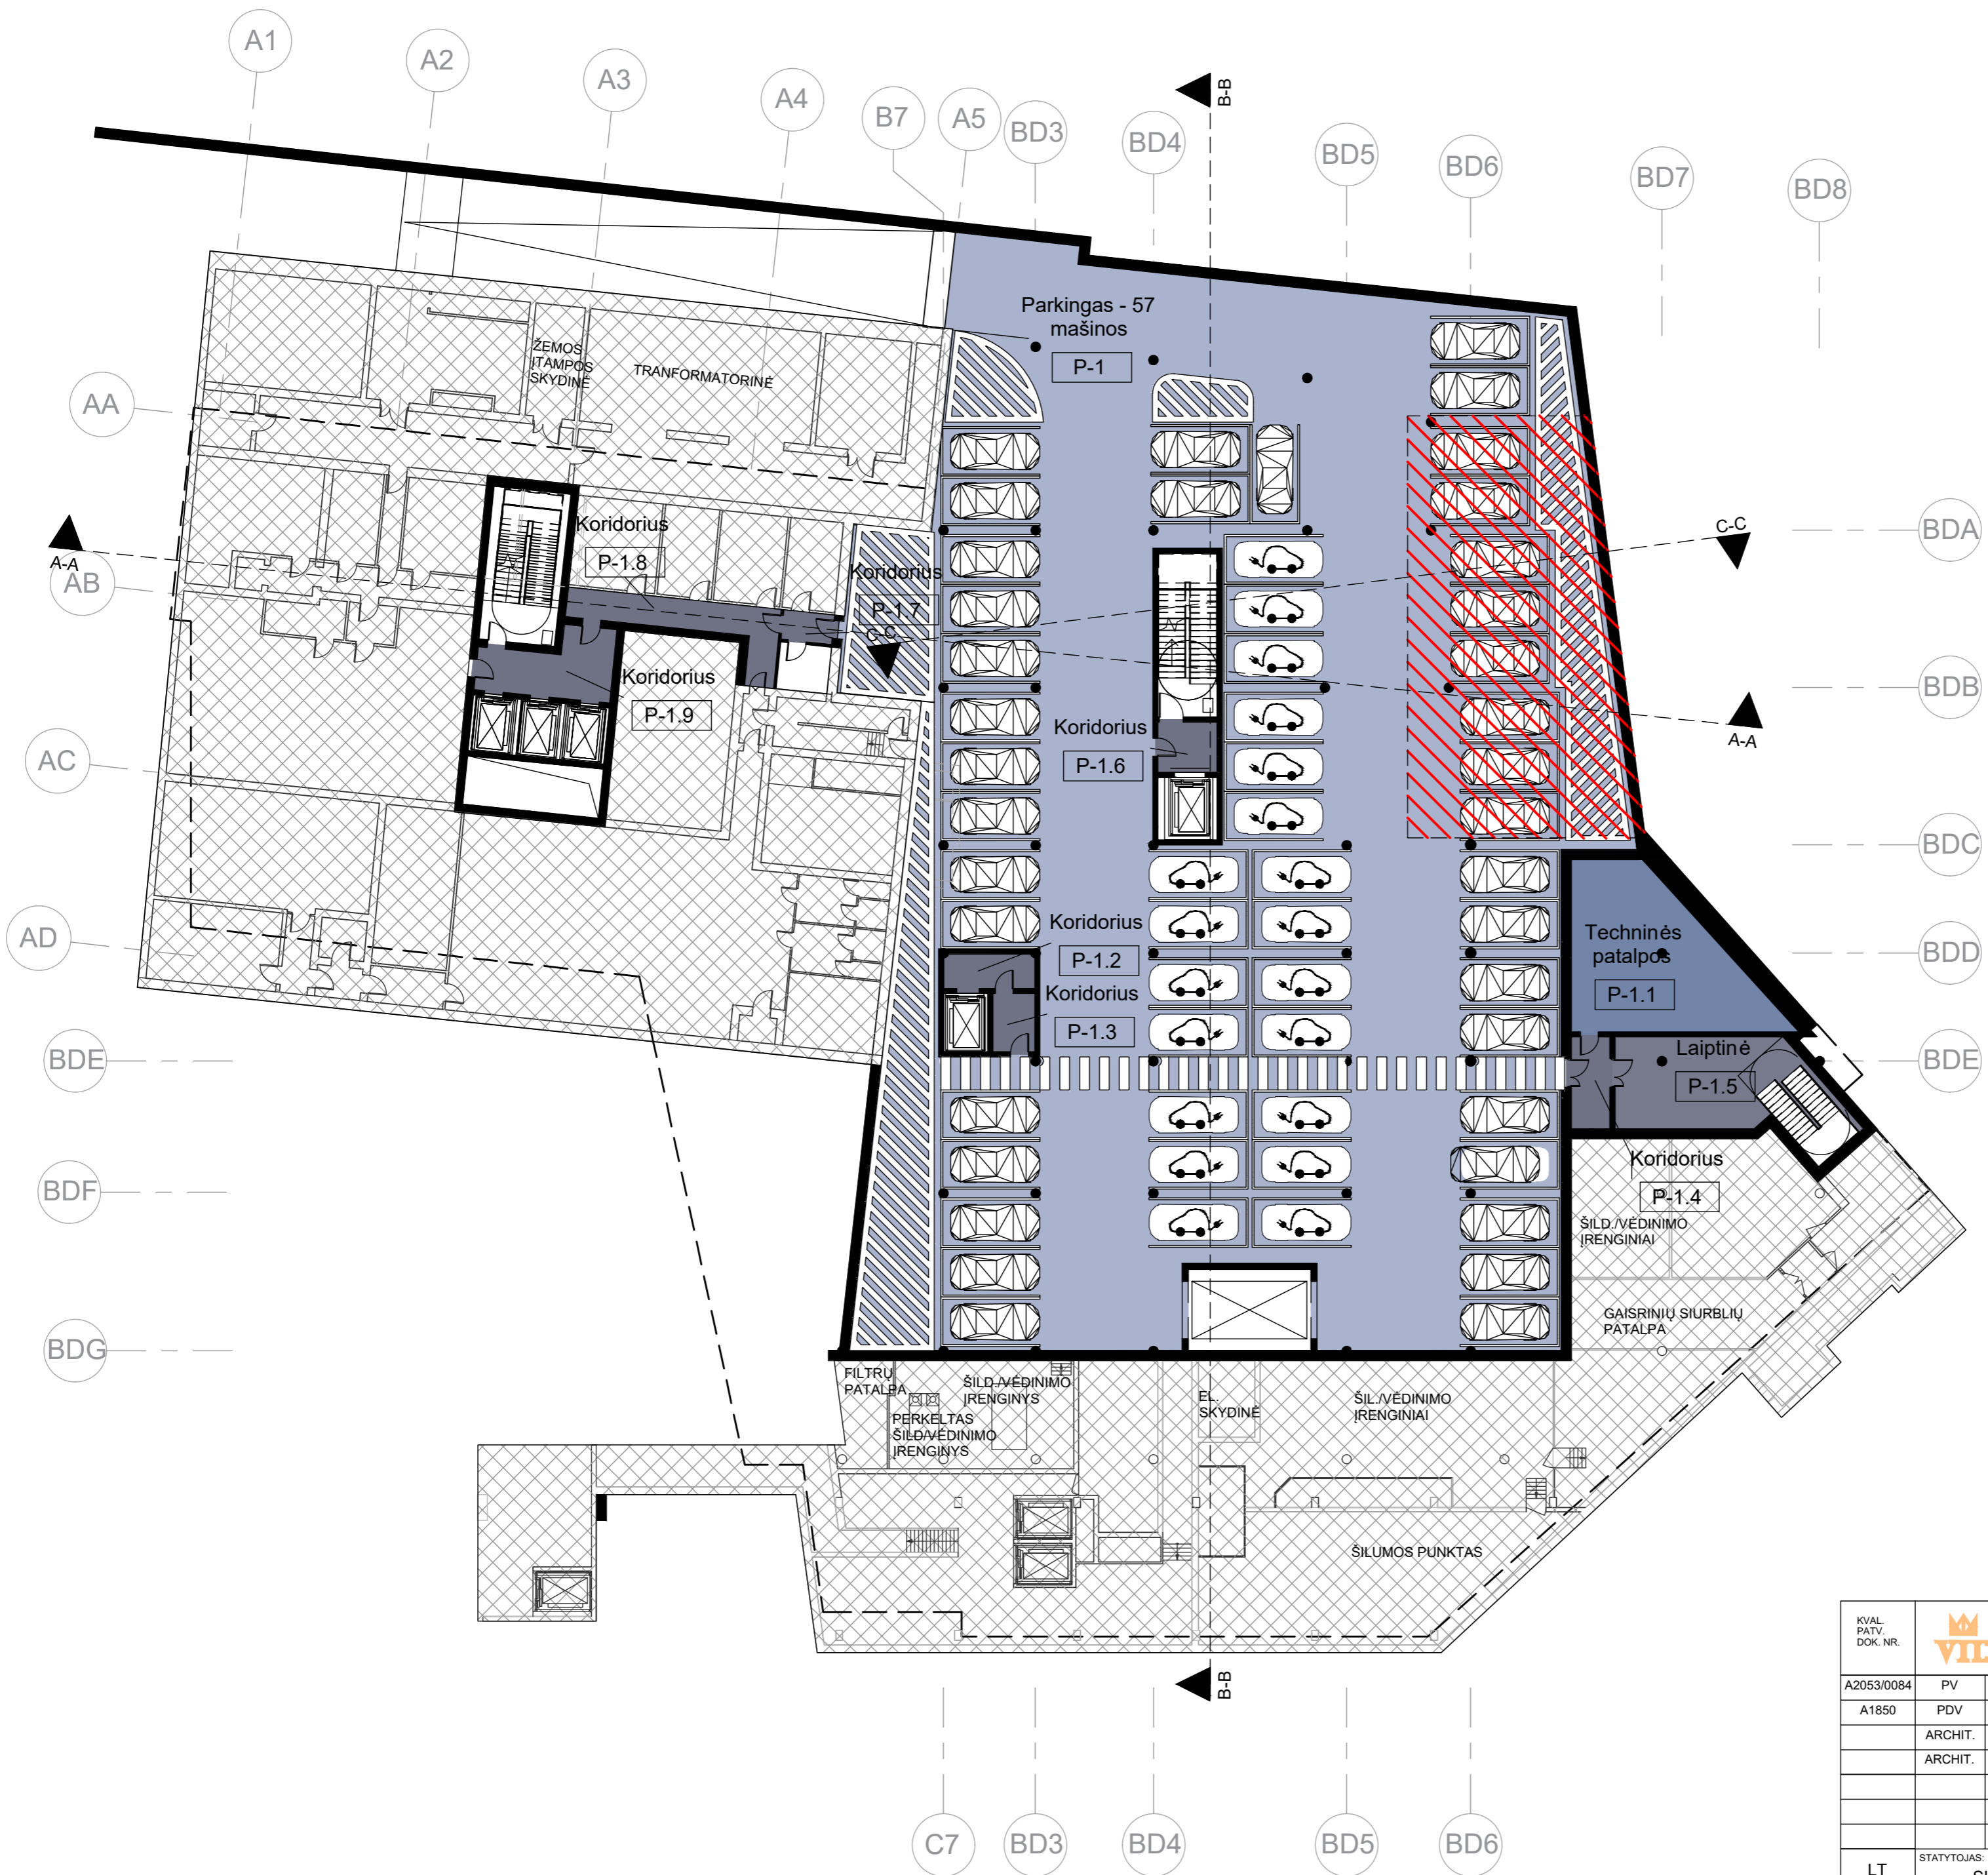 A1
A2
A3
A4
B7
A5
BD3
BD4
B-B
BD5
BD6
BD7
BD8
Parkingas - 57
mašinos
P-1
ŽEMOS
ĮTAMPOS
SKYDINĖ
TRANFORMATORINĖ
AA
A-A
AB
Koridorius
P-1.8
Koridorius
P-1.7
C-C
C-C
BDA
Koridorius
P-1.9
Koridorius
P-1.6
BDB
A-A
AC
BDC
AD
Koridorius
P-1.2
Koridorius
P-1.3
Techninės
patalpos
P-1.1
BDD
BDE
Laiptinė
P-1.5
BDE
BDF
Koridorius
P-1.4
ŠILD./VĖDINIMO
ĮRENGINIAI
GAISRINIŲ SIURBLIŲ
PATALPA
BDG
FILTRŲ
PATALPA
ŠILD./VĖDINIMO
ĮRENGINYS
PERKELTAS
ŠILD/VĖDINIMO
ĮRENGINYS
EL.
SKYDINĖ
ŠIL./VĖDINIMO
ĮRENGINIAI
ŠILUMOS PUNKTAS
B-B
C7
BD3
BD4
BD5
BD6
KVAL.
PATV.
DOK. NR.
A2053/0084 PV
A1850 PDV
ARCHIT.
ARCHIT.
LT
STATYTOJAS: